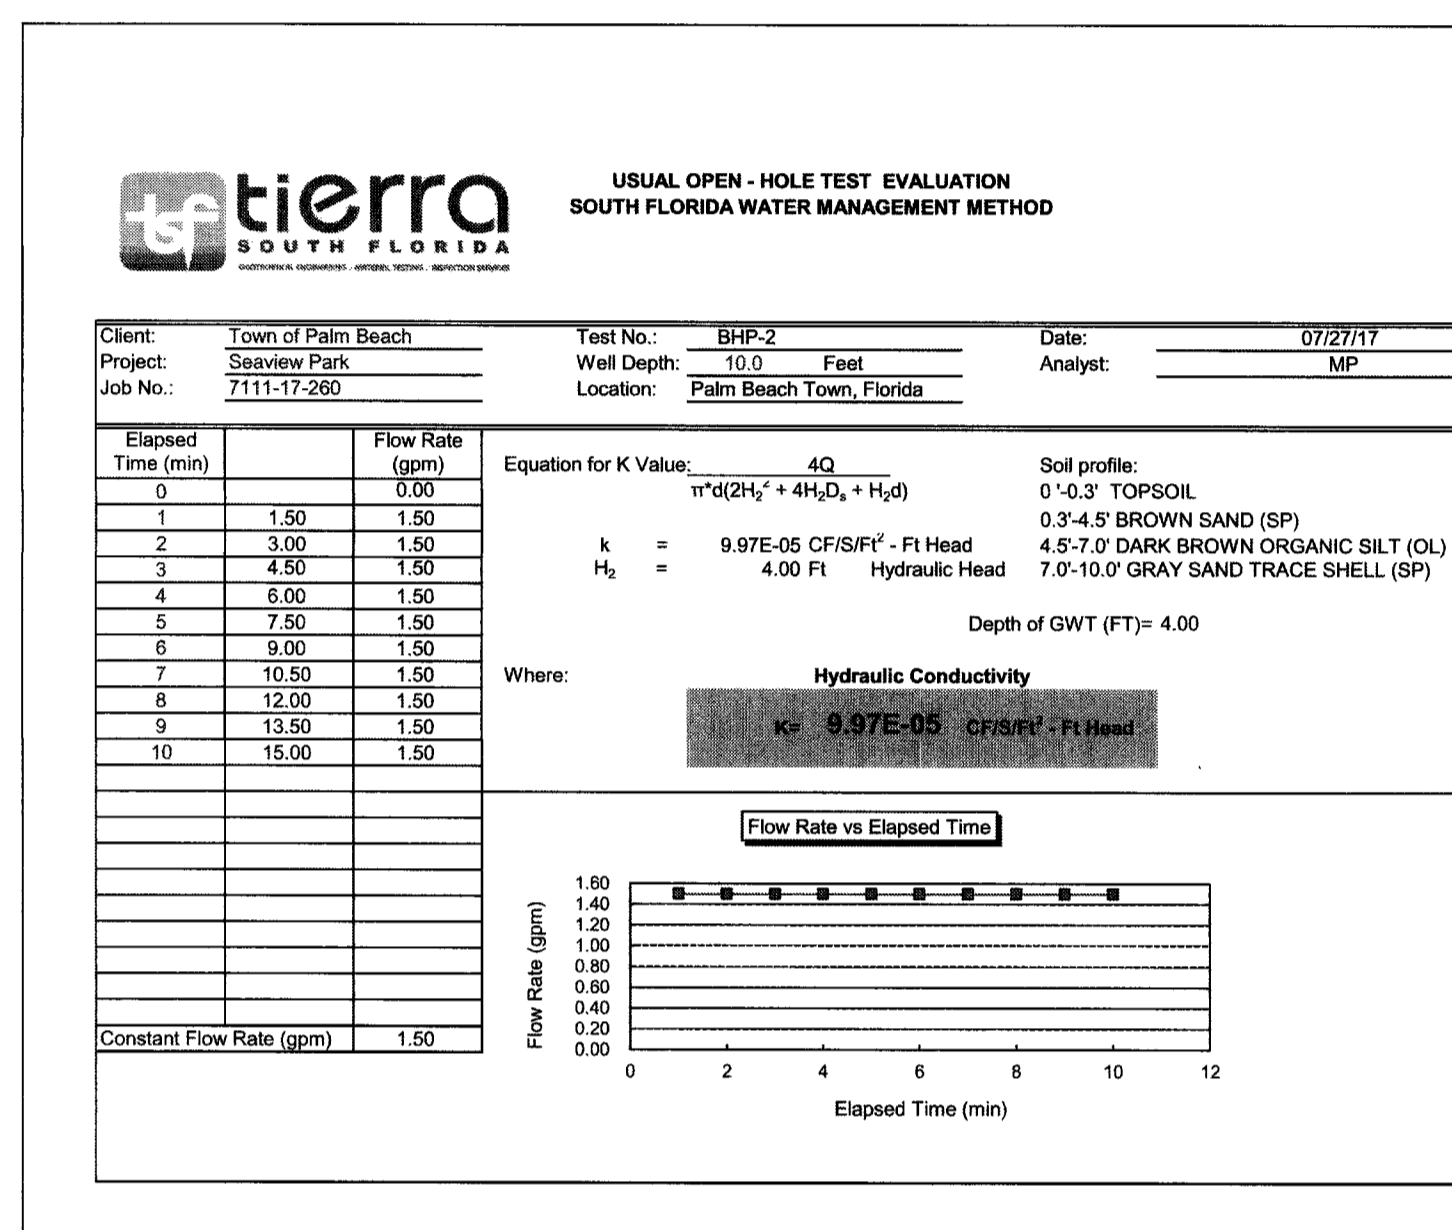 tsf tierra
SOUTH FLORIDA
USUAL OPEN - HOLE TEST EVALUATION
SOUTH FLORIDA WATER MANAGEMENT METHOD
Client: Town of Palm Beach Test No.: BHP-2 Date: 07/27/17
Project: Seaview Park Well Depth: 10.0 Feet Analyst: MP
Job No.: 7111-17-260 Location: Palm Beach Town, Florida
Elapsed Time (min) Flow Rate (gpm)
0 0.00
1 1.50 1.50
2 3.00 1.50
3 4.50 1.50
4 6.00 1.50
5 7.50 1.50
6 9.00 1.50
7 10.50 1.50
8 12.00 1.50
9 13.50 1.50
10 15.00 1.50
Constant Flow Rate (gpm) 1.50
Equation for K Value: 4Q
π*d(2H₂² + 4H₂Dₛ + H₂d)
k = 9.97E-05 CF/S/Ft² - Ft Head
H₂ = 4.00 Ft Hydraulic Head
Soil profile:
0 '-0.3' TOPSOIL
0.3'-4.5' BROWN SAND (SP)
4.5'-7.0' DARK BROWN ORGANIC SILT (OL)
7.0'-10.0' GRAY SAND TRACE SHELL (SP)
Depth of GWT (FT)= 4.00
Where: Hydraulic Conductivity
K= 9.97E-05 CF/S/Ft² - Ft Head
Flow Rate vs Elapsed Time
Flow Rate (gpm)
1.60
1.40
1.20
1.00
0.80
0.60
0.40
0.20
0.00
0 2 4 6 8 10 12
Elapsed Time (min)